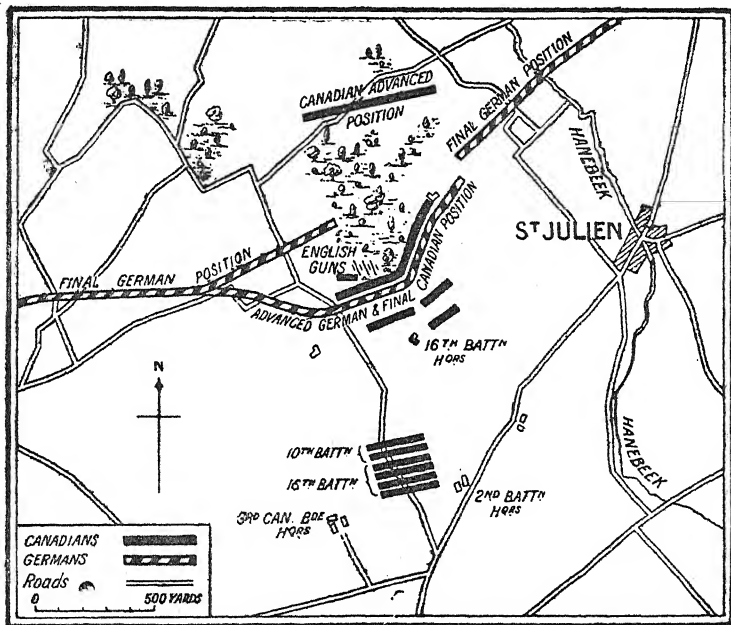 CANADIAN ADVANCED
POSITION
FINAL GERMAN POSITION
HANEBEEK
ST JULIEN
ENGLISH
GUNS
FINAL GERMAN POSITION
ADVANCED GERMAN & FINAL CANADIAN POSITION
16TH BATTN
HQRS
N
10TH BATTN
16TH BATTN
2ND BATTN
HQRS
HANEBEEK
3RD CAN. BDE
HQRS
CANADIANS
GERMANS
Roads
0 500 YARDS